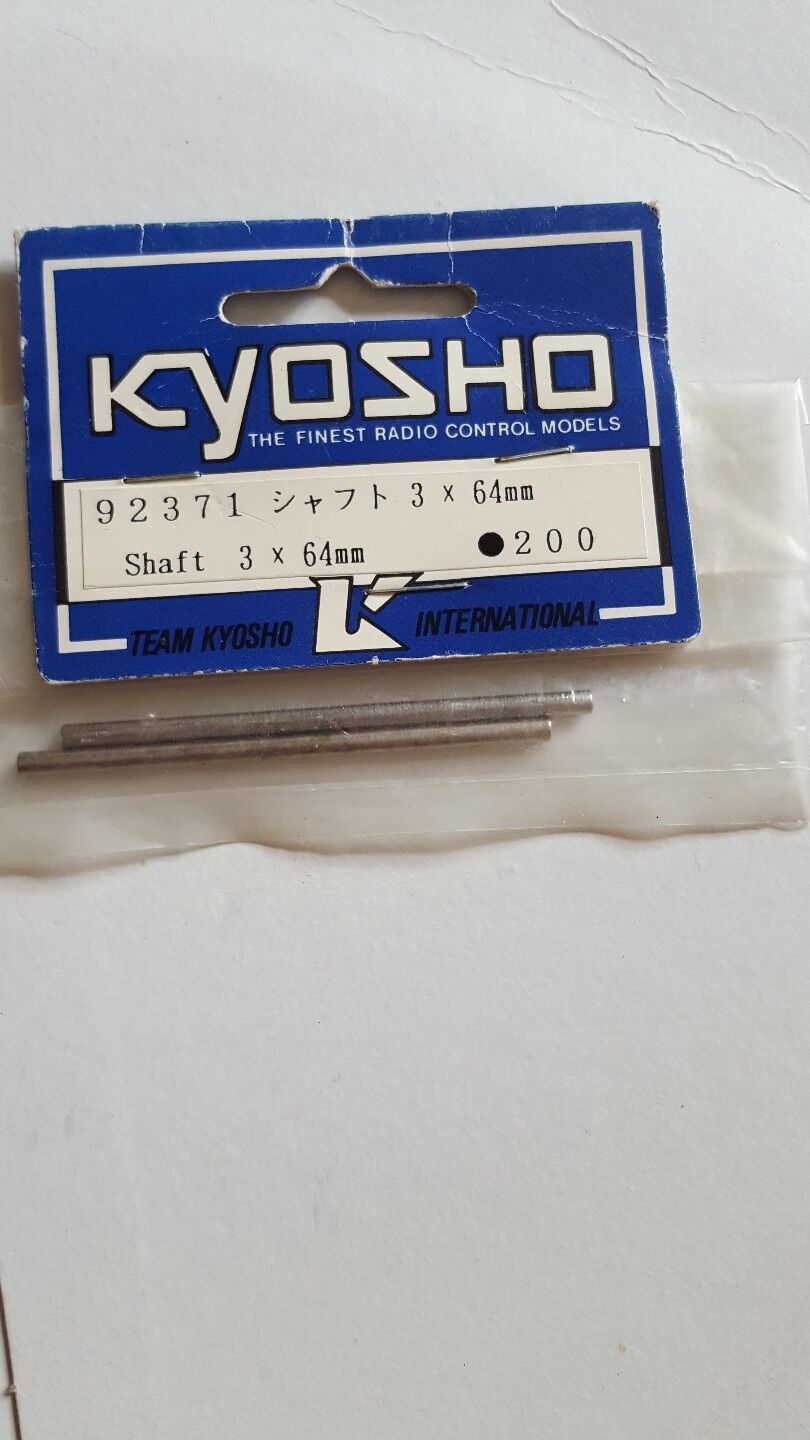 KYOSHO
THE FINEST RADIO CONTROL MODELS
92371 シャフト 3 × 64mm
Shaft 3 × 64mm ●200
TEAM KYOSHO K INTERNATIONAL